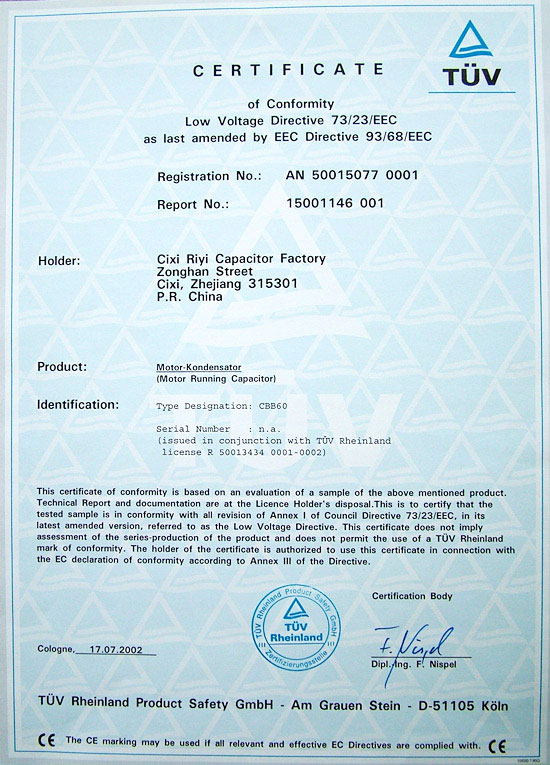 TÜV
CERTIFICATE
of Conformity
Low Voltage Directive 73/23/EEC
as last amended by EEC Directive 93/68/EEC
Registration No.: AN 50015077 0001
Report No.: 15001146 001
Holder: Cixi Riyi Capacitor Factory
Zonghan Street
Cixi, Zhejiang 315301
P.R. China
Product: Motor-Kondensator
(Motor Running Capacitor)
Identification: Type Designation: CBB60
Serial Number : n.a.
(issued in conjunction with TÜV Rheinland
license R 50013434 0001-0002)
This certificate of conformity is based on an evaluation of a sample of the above mentioned product.
Technical Report and documentation are at the Licence Holder's disposal.This is to certify that the
tested sample is in conformity with all revision of Annex I of Council Directive 73/23/EEC, in its
latest amended version, referred to as the Low Voltage Directive. This certificate does not imply
assessment of the series-production of the product and does not permit the use of a TÜV Rheinland
mark of conformity. The holder of the certificate is authorized to use this certificate in connection with
the EC declaration of conformity according to Annex III of the Directive.
Certification Body
TÜV Rheinland Product Safety GmbH
TÜV
Rheinland
Zertifizierungsstelle
F. Nispel
Cologne, 17.07.2002
Dipl.-Ing. F. Nispel
TÜV Rheinland Product Safety GmbH - Am Grauen Stein - D-51105 Köln
CE The CE marking may be used if all relevant and effective EC Directives are complied with. CE